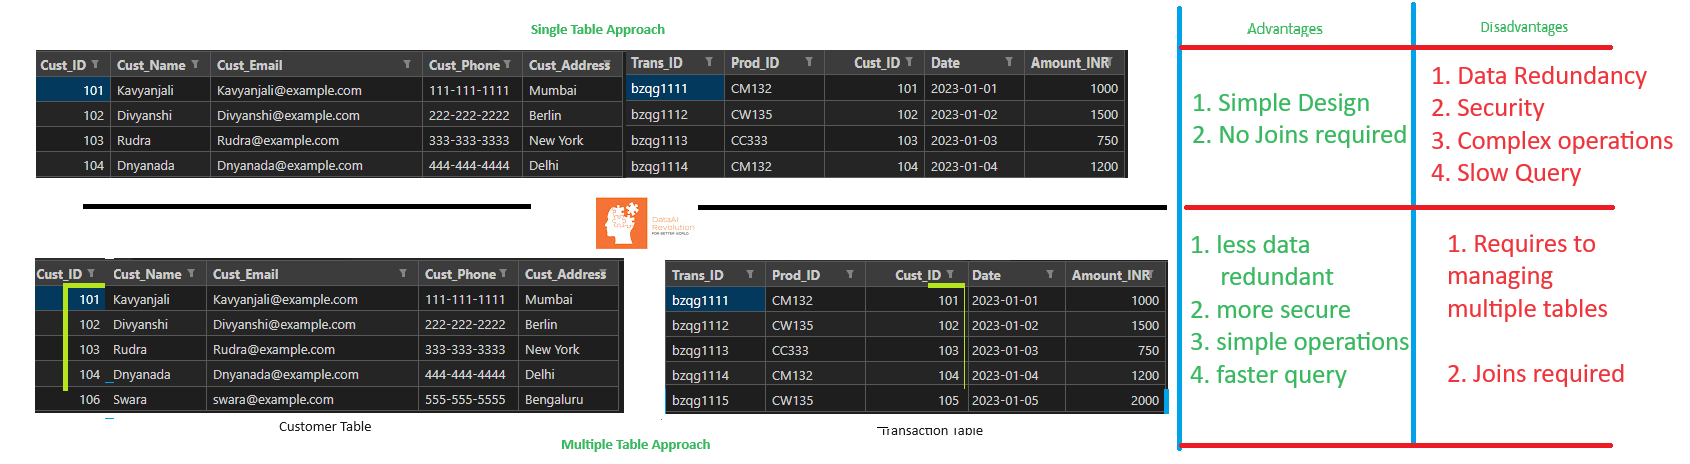 Single Table Approach
Advantages
Disadvantages
Cust_ID Cust_Name Cust_Email Cust_Phone Cust_Address Trans_ID Prod_ID Cust_ID Date Amount_INR
101 Kavyanjali Kavyanjali@example.com 111-111-1111 Mumbai bzqg1111 CM132 101 2023-01-01 1000
102 Divyanshi Divyanshi@example.com 222-222-2222 Berlin bzqg1112 CW135 102 2023-01-02 1500
103 Rudra Rudra@example.com 333-333-3333 New York bzqg1113 CC333 103 2023-01-03 750
104 Dnyanada Dnyanada@example.com 444-444-4444 Delhi bzqg1114 CM132 104 2023-01-04 1200
1. Simple Design
2. No Joins required
1. Data Redundancy
2. Security
3. Complex operations
4. Slow Query
DataAI
Revolution
FOR BETTER WORLD
Cust_ID Cust_Name Cust_Email Cust_Phone Cust_Address
101 Kavyanjali Kavyanjali@example.com 111-111-1111 Mumbai
102 Divyanshi Divyanshi@example.com 222-222-2222 Berlin
103 Rudra Rudra@example.com 333-333-3333 New York
104 Dnyanada Dnyanada@example.com 444-444-4444 Delhi
106 Swara swara@example.com 555-555-5555 Bengaluru
Customer Table
Trans_ID Prod_ID Cust_ID Date Amount_INR
bzqg1111 CM132 101 2023-01-01 1000
bzqg1112 CW135 102 2023-01-02 1500
bzqg1113 CC333 103 2023-01-03 750
bzqg1114 CM132 104 2023-01-04 1200
bzqg1115 CW135 105 2023-01-05 2000
Transaction Table
Multiple Table Approach
1. less data
redundant
2. more secure
3. simple operations
4. faster query
1. Requires to
managing
multiple tables
2. Joins required